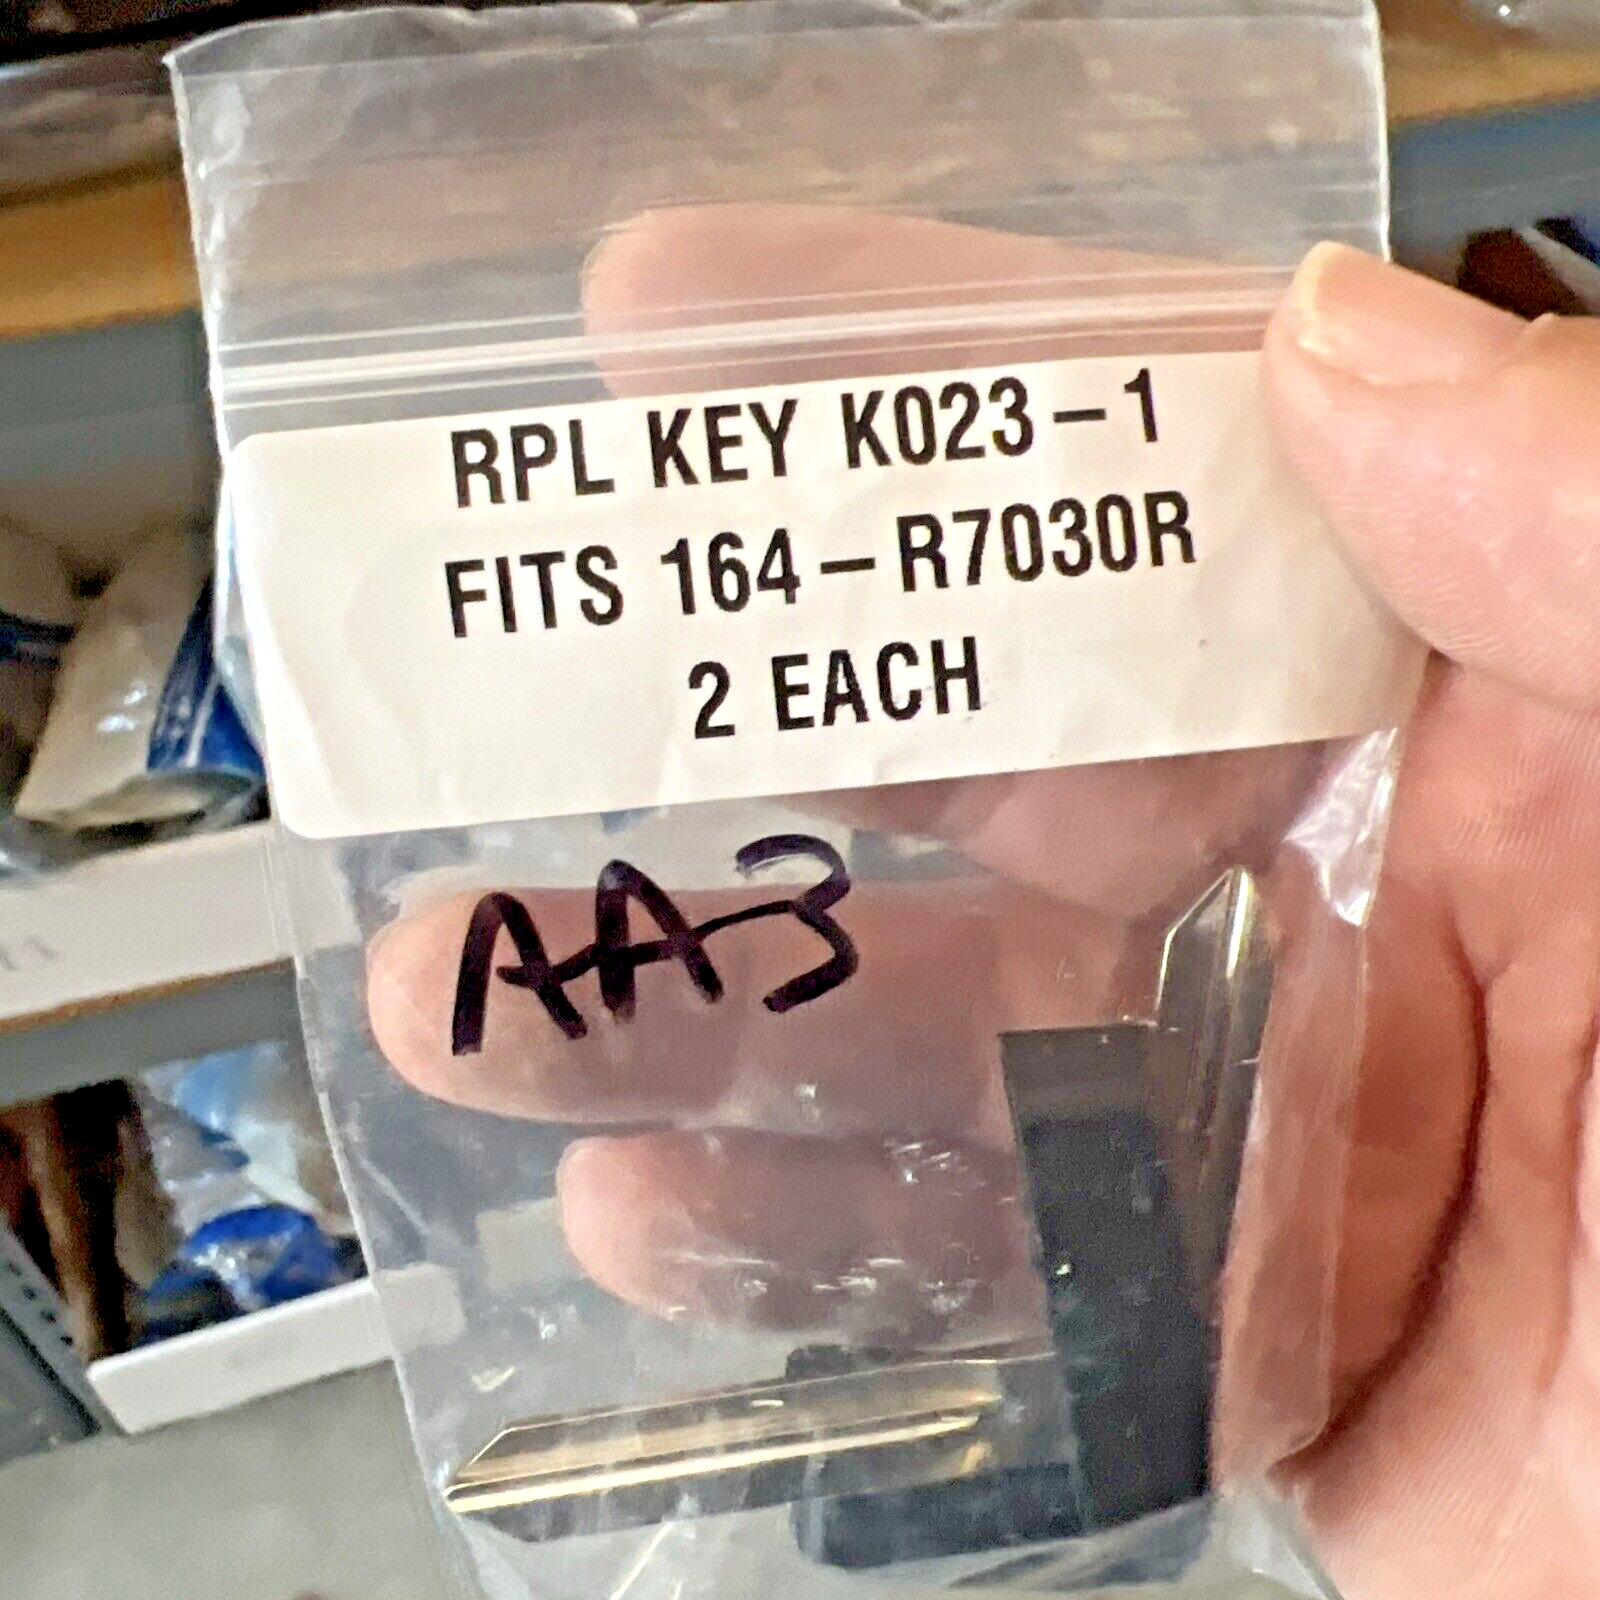 RPL KEY K023-1
FITS 164-R7030R
2 EACH
AA3